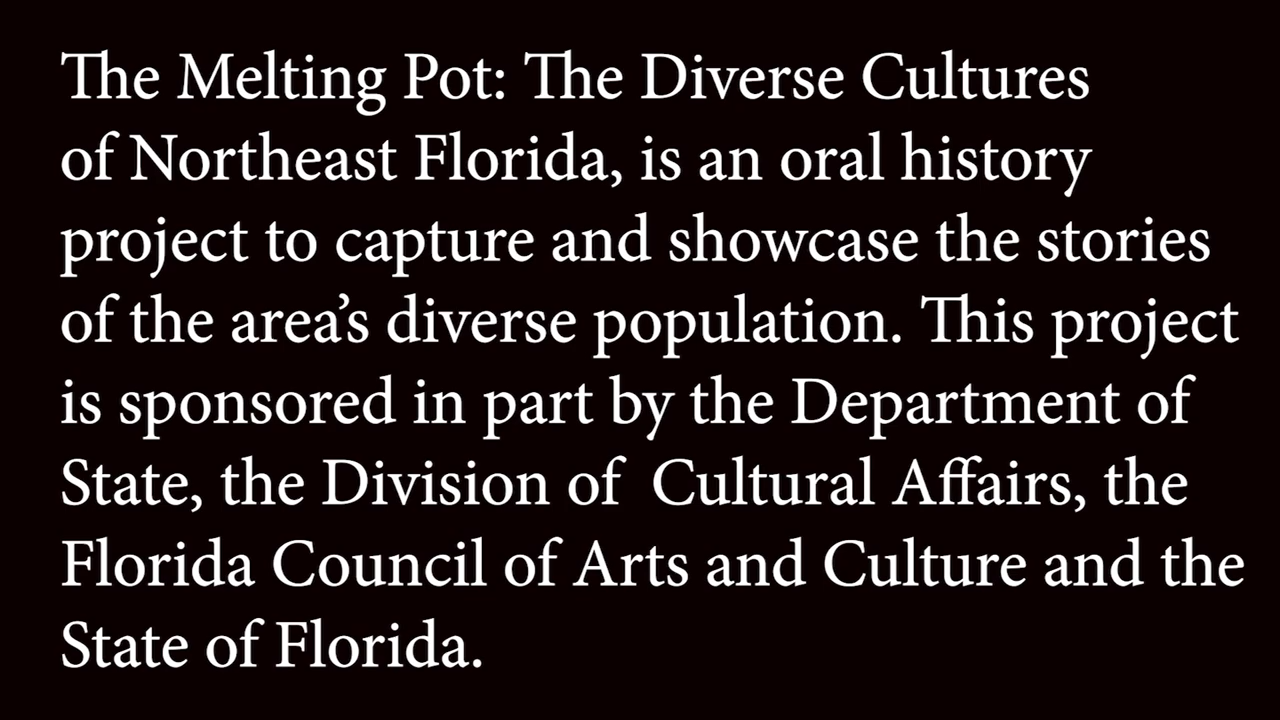 The Melting Pot: The Diverse Cultures
of Northeast Florida, is an oral history
project to capture and showcase the stories
of the area’s diverse population. This project
is sponsored in part by the Department of
State, the Division of  Cultural Affairs, the
Florida Council of Arts and Culture and the
State of Florida.